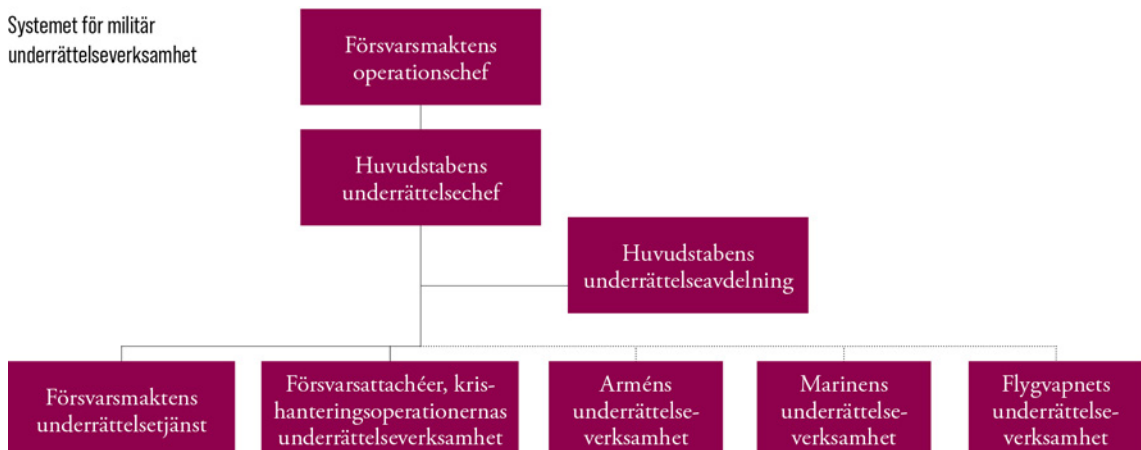 Systemet för militär
underrättelseverksamhet
Försvarsmaktens
operationschef
Huvudstabens
underrättelsechef
Huvudstabens
underrättelseavdelning
Försvarsmaktens
underrättelsetjänst
Försvarsattachéer, kris-
hanteringsoperationernas
underrättelseverksamhet
Arméns
underrättelse-
verksamhet
Marinens
underrättelse-
verksamhet
Flygvapnets
underrättelse-
verksamhet